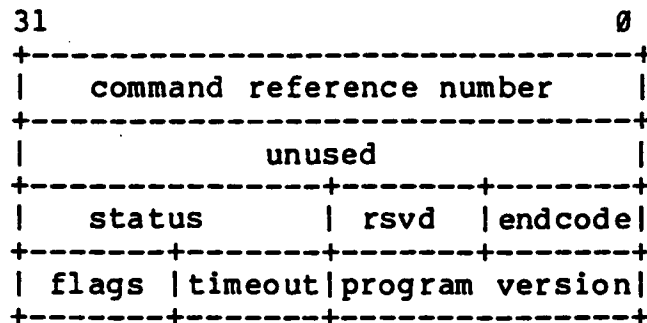 31 0
command reference number
unused
status rsvd endcode
flags timeout program version